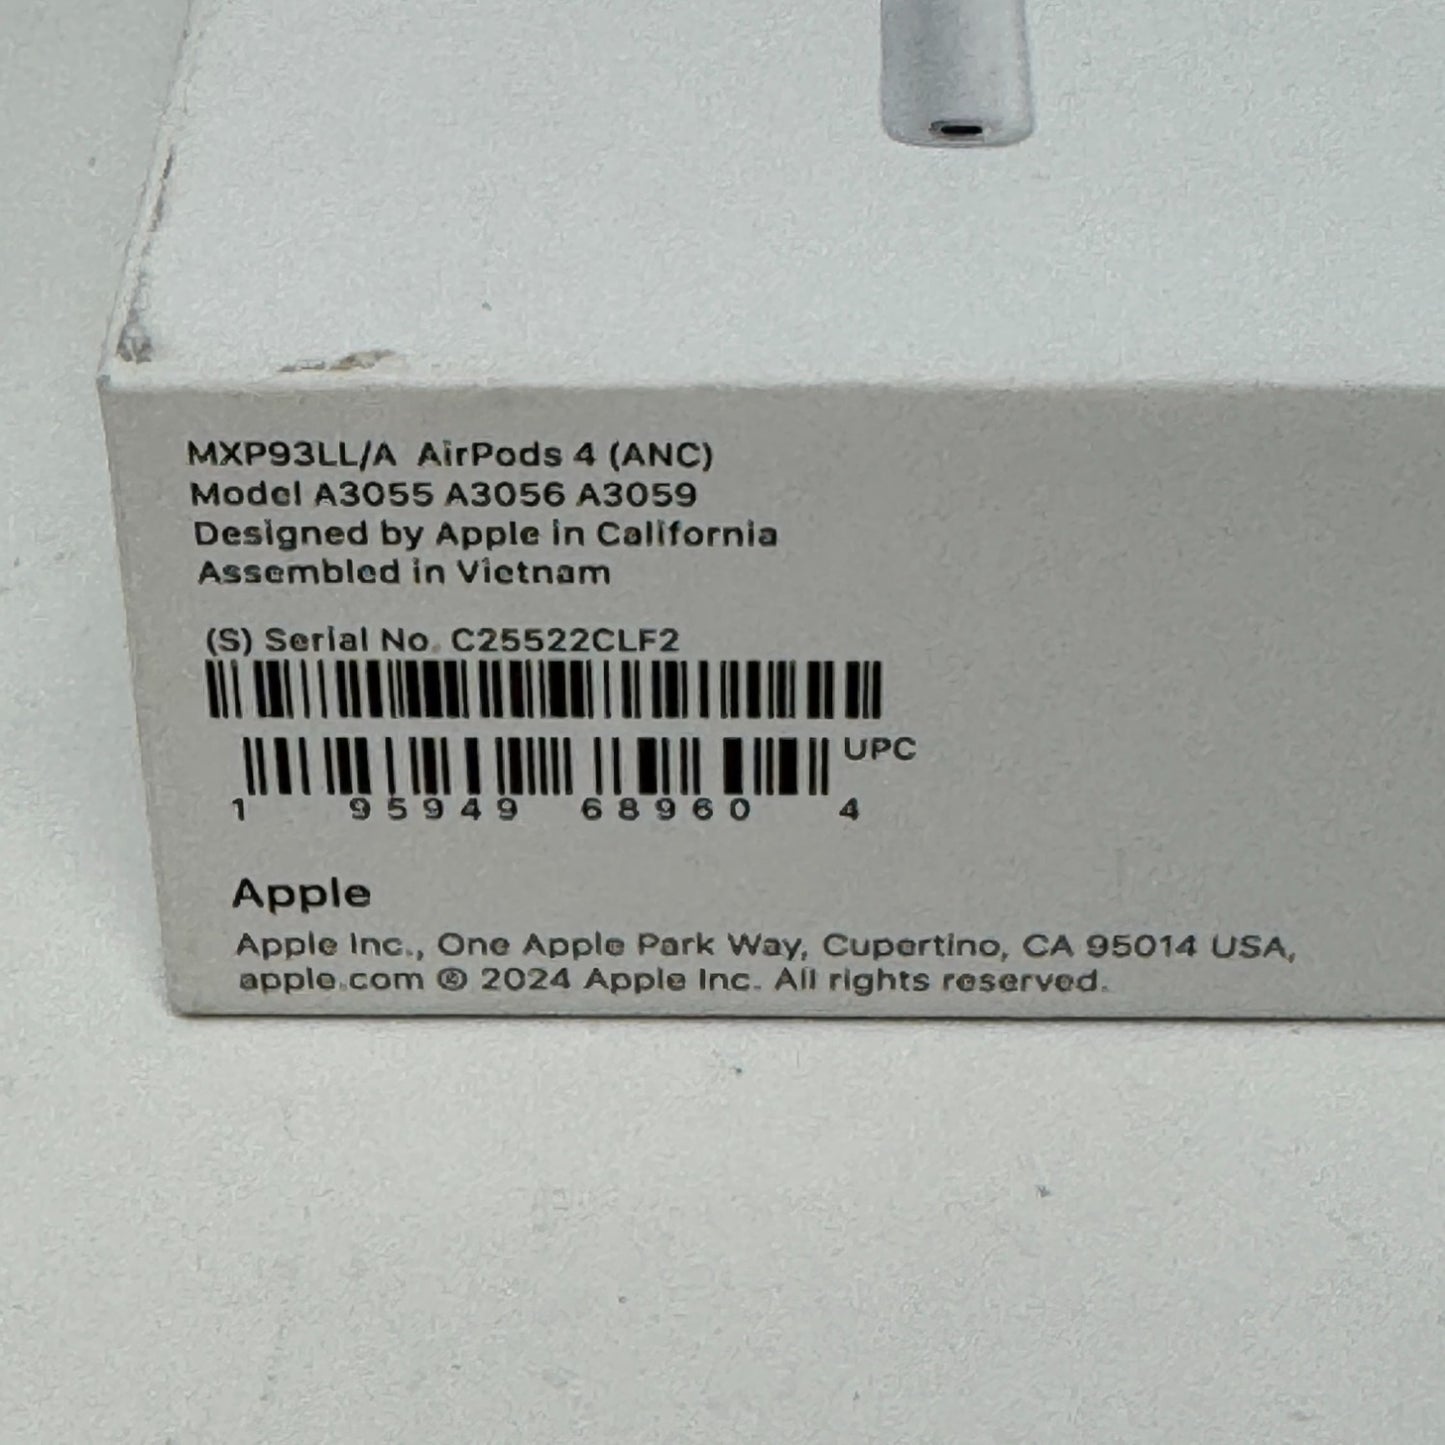 MXP93LL/A AirPods 4 (ANC)
Model A3055 A3056 A3059
Designed by Apple in California
Assembled in Vietnam
(S) Serial No. C25522CLF2
UPC
1 95949 68960 4
Apple
Apple Inc., One Apple Park Way, Cupertino, CA 95014 USA,
apple.com © 2024 Apple Inc. All rights reserved.